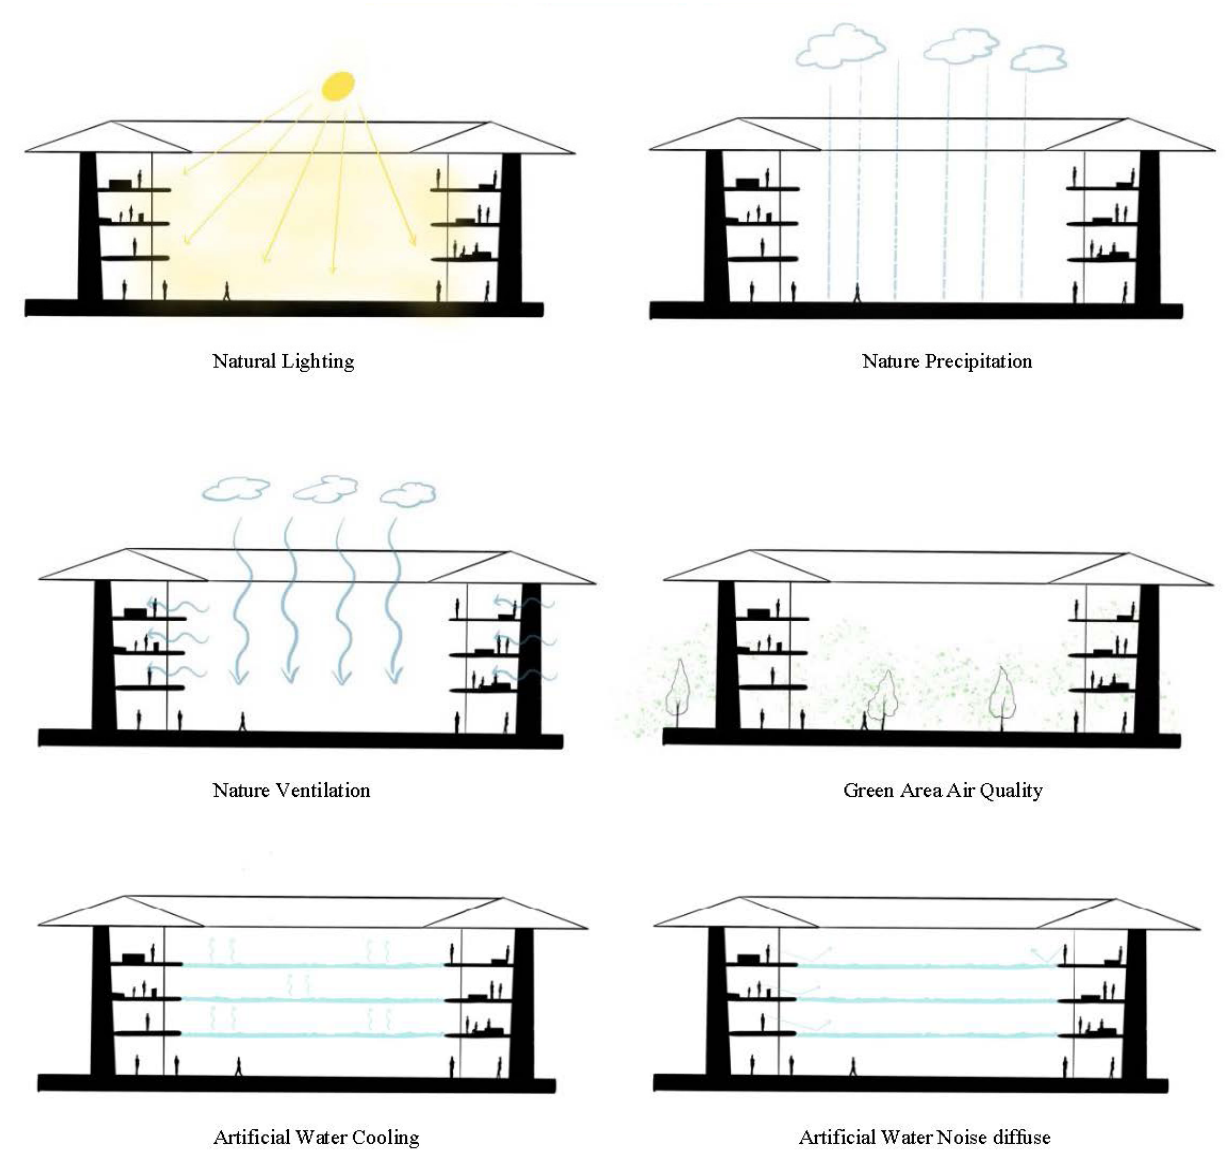 Natural Lighting
Nature Precipitation
Nature Ventilation
Green Area Air Quality
Artificial Water Cooling
Artificial Water Noise diffuse